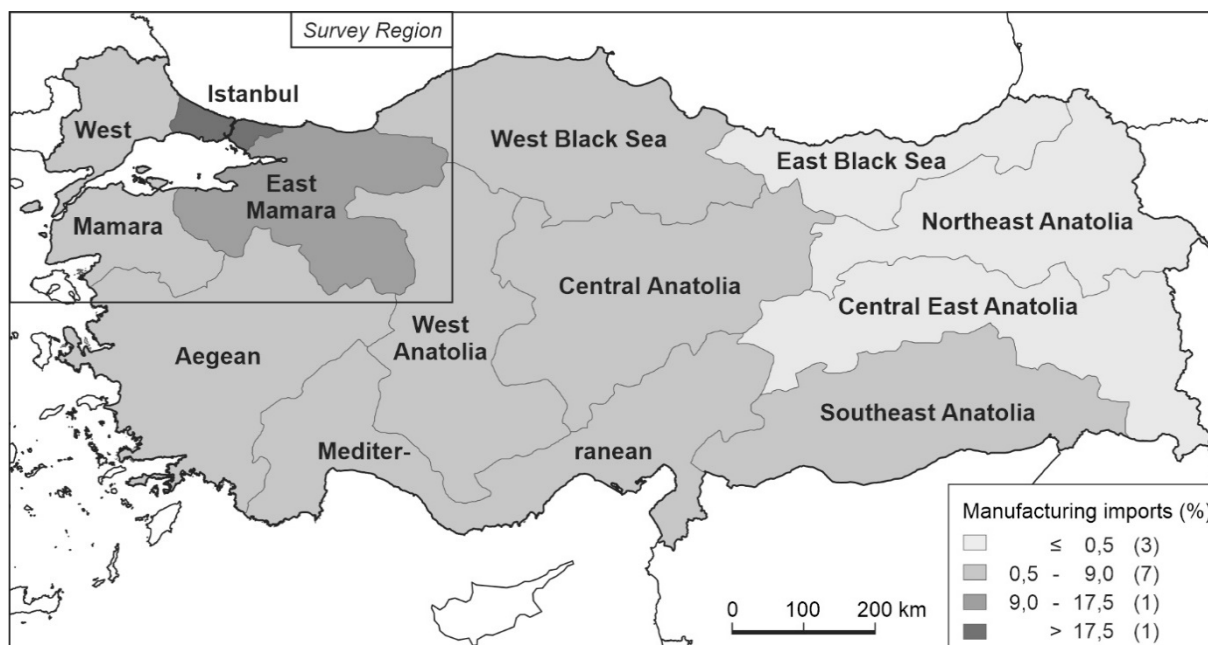 Survey Region
Istanbul
West
Mamara
East
Mamara
West Black Sea
East Black Sea
Northeast Anatolia
Central Anatolia
Central East Anatolia
West
Anatolia
Aegean
Southeast Anatolia
Mediter-
ranean
Manufacturing imports (%)
≤ 0,5 (3)
0,5 - 9,0 (7)
9,0 - 17,5 (1)
> 17,5 (1)
0 100 200 km